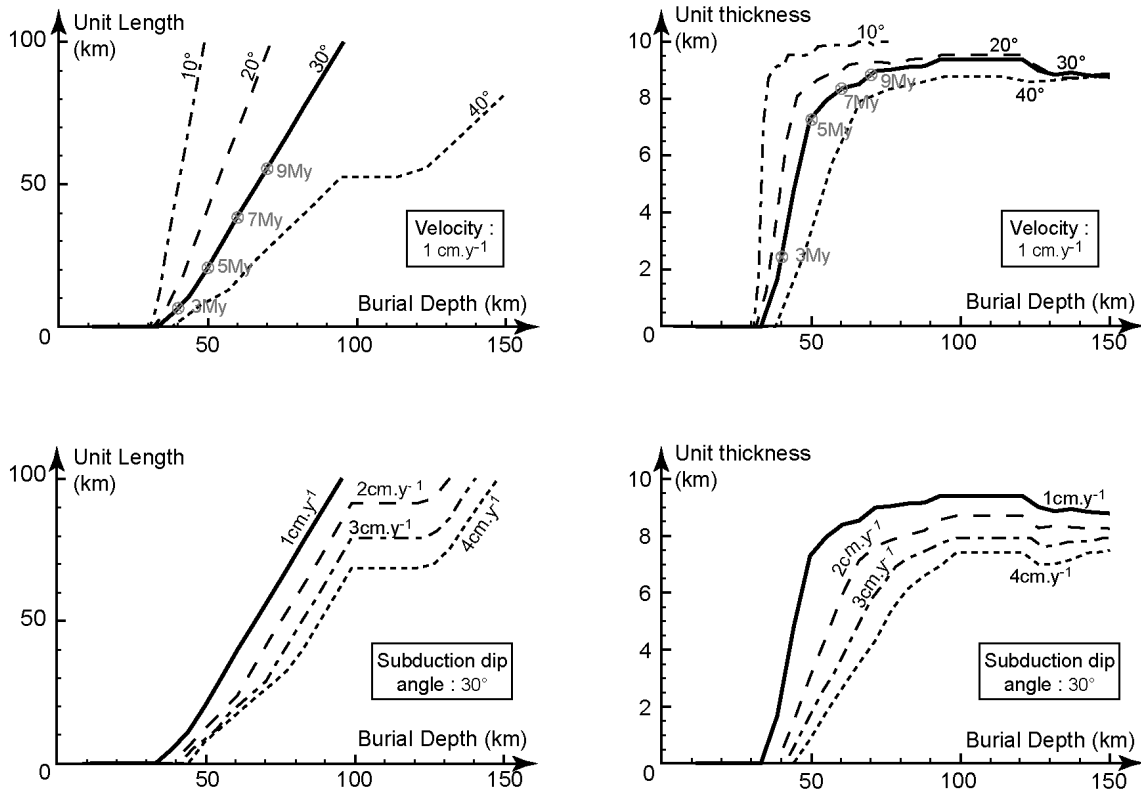 Unit Length
(km)
100
50
0
10°
20°
30°
40°
9My
7My
5My
3My
Velocity :
1 cm.y-1
Burial Depth (km)
50
100
150
Unit thickness
(km)
10
8
6
4
2
0
10°
20°
30°
40°
9My
7My
5My
3My
Velocity :
1 cm.y-1
Burial Depth (km)
50
100
150
Unit Length
(km)
100
50
0
1cm.y-1
2cm.y-1
3cm.y-1
4cm.y-1
Subduction dip
angle : 30°
Burial Depth (km)
50
100
150
Unit thickness
(km)
10
8
6
4
2
0
1cm.y-1
2cm.y-1
3cm.y-1
4cm.y-1
Subduction dip
angle : 30°
Burial Depth (km)
50
100
150